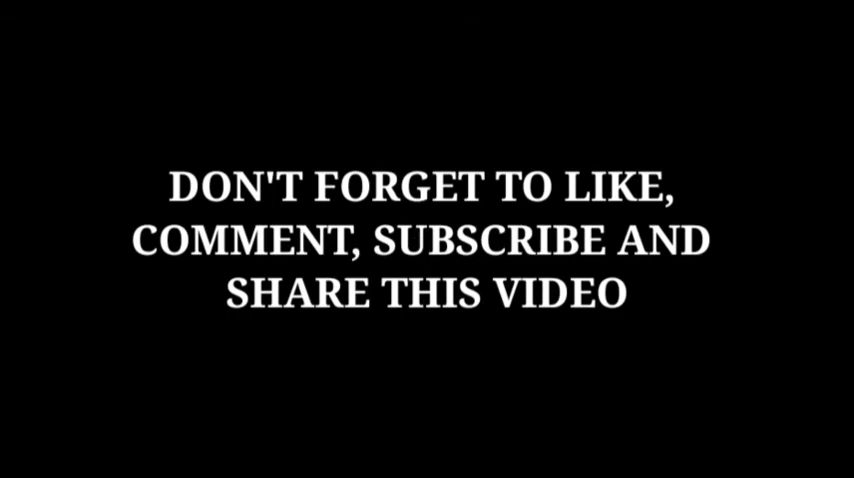 DON'T FORGET TO LIKE,
COMMENT, SUBSCRIBE AND
SHARE THIS VIDEO